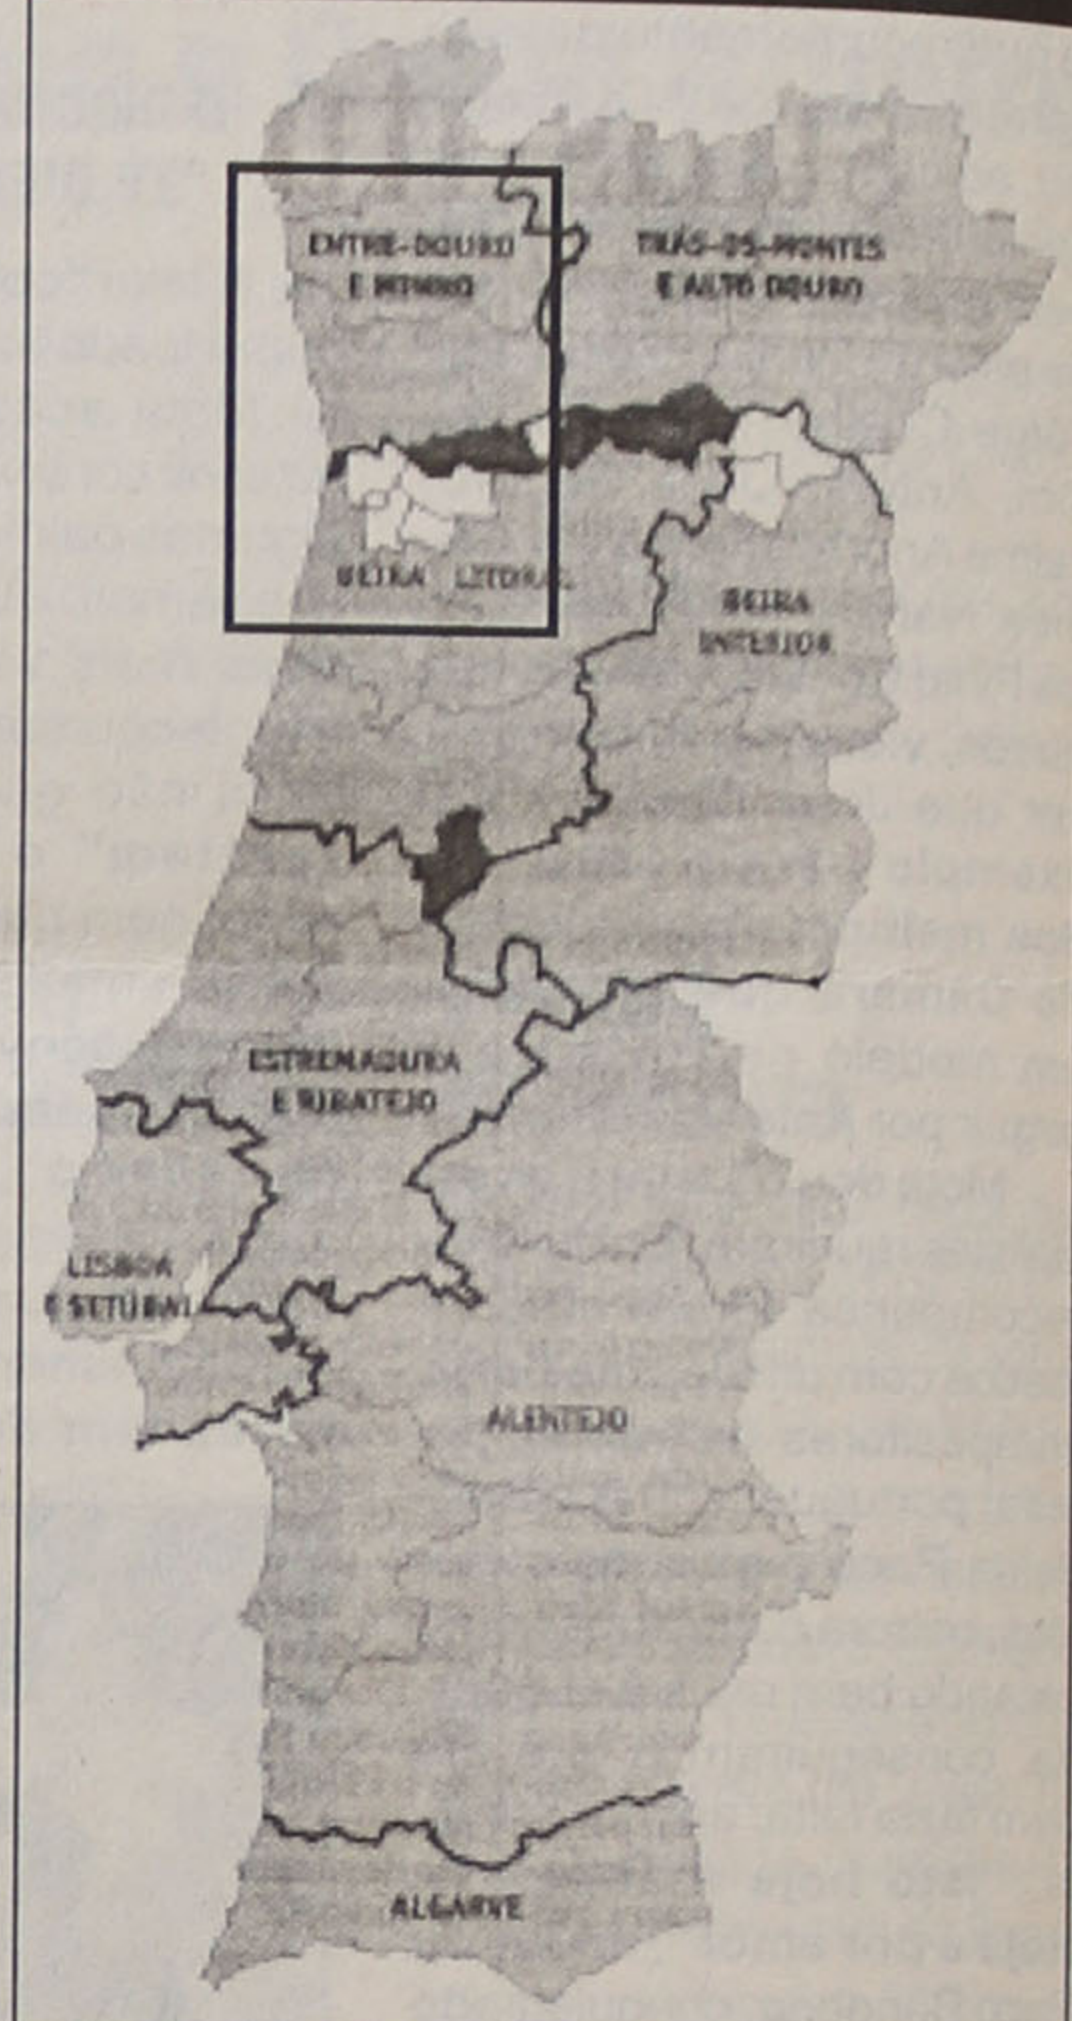 ENTRE-DOURO
E MINHO
TRÁS-OS-MONTES
E ALTO DOURO
BEIRA LITORAL
BEIRA
INTERIOR
ESTREMADURA
E RIBATEJO
LISBOA
E SETÚBAL
ALENTEJO
ALGARVE